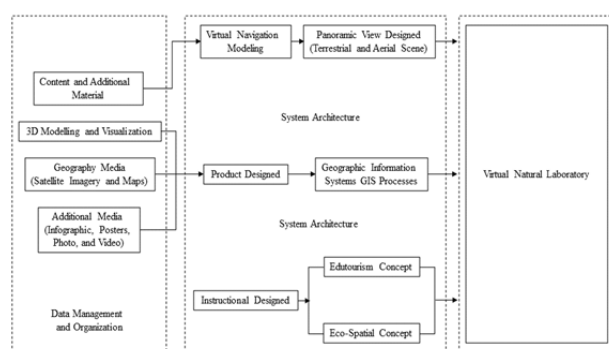 Content and Additional
Material
3D Modelling and Visualization
Geography Media
(Satellite Imagery and Maps)
Additional Media
(Infographic, Posters,
Photo, and Video)
Data Management
and Organization
Virtual Navigation
Modeling
Panoramic View Designed
(Terrestrial and Aerial Scene)
System Architecture
Product Designed
Geographic Information
Systems GIS Processes
System Architecture
Instructional Designed
Edutourism Concept
Eco-Spatial Concept
Virtual Natural Laboratory